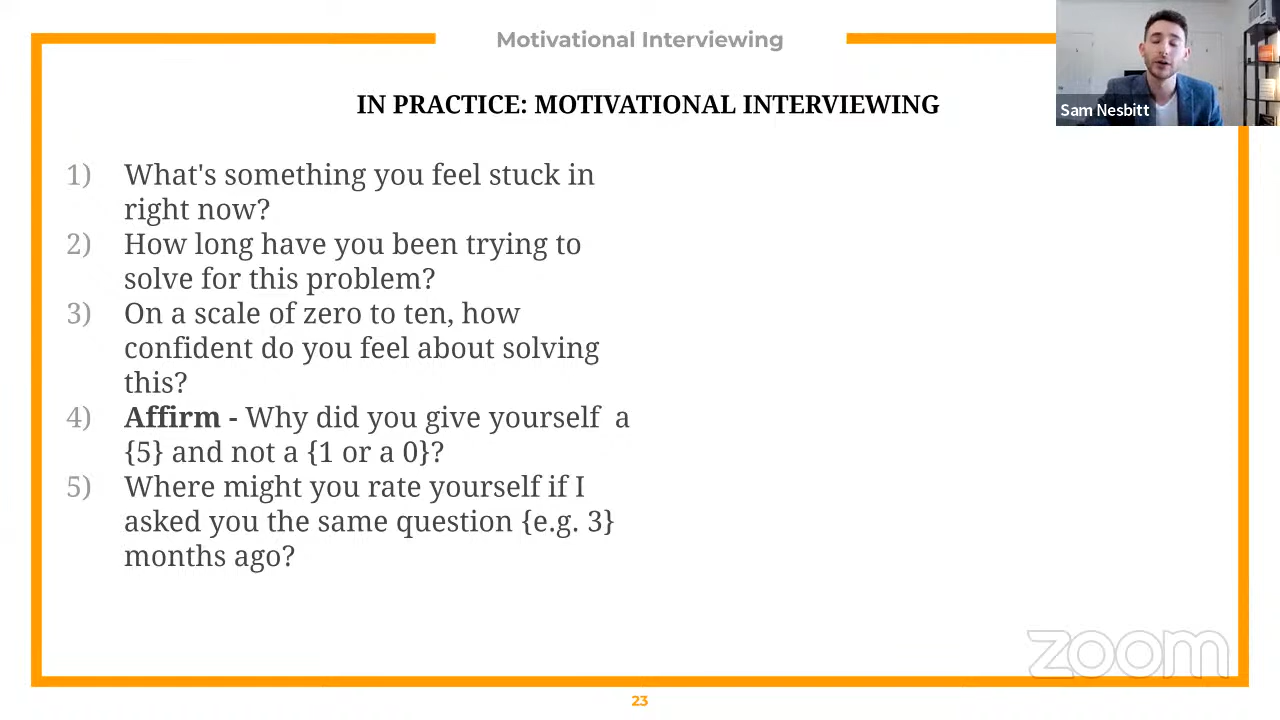 Motivational Interviewing
Sam Nesbitt
IN PRACTICE: MOTIVATIONAL INTERVIEWING
1) What's something you feel stuck in
right now?
2) How long have you been trying to
solve for this problem?
3) On a scale of zero to ten, how
confident do you feel about solving
this?
4) Affirm - Why did you give yourself  a
{5} and not a {1 or a 0}?
5) Where might you rate yourself if I
asked you the same question {e.g. 3}
months ago?
zoom
23